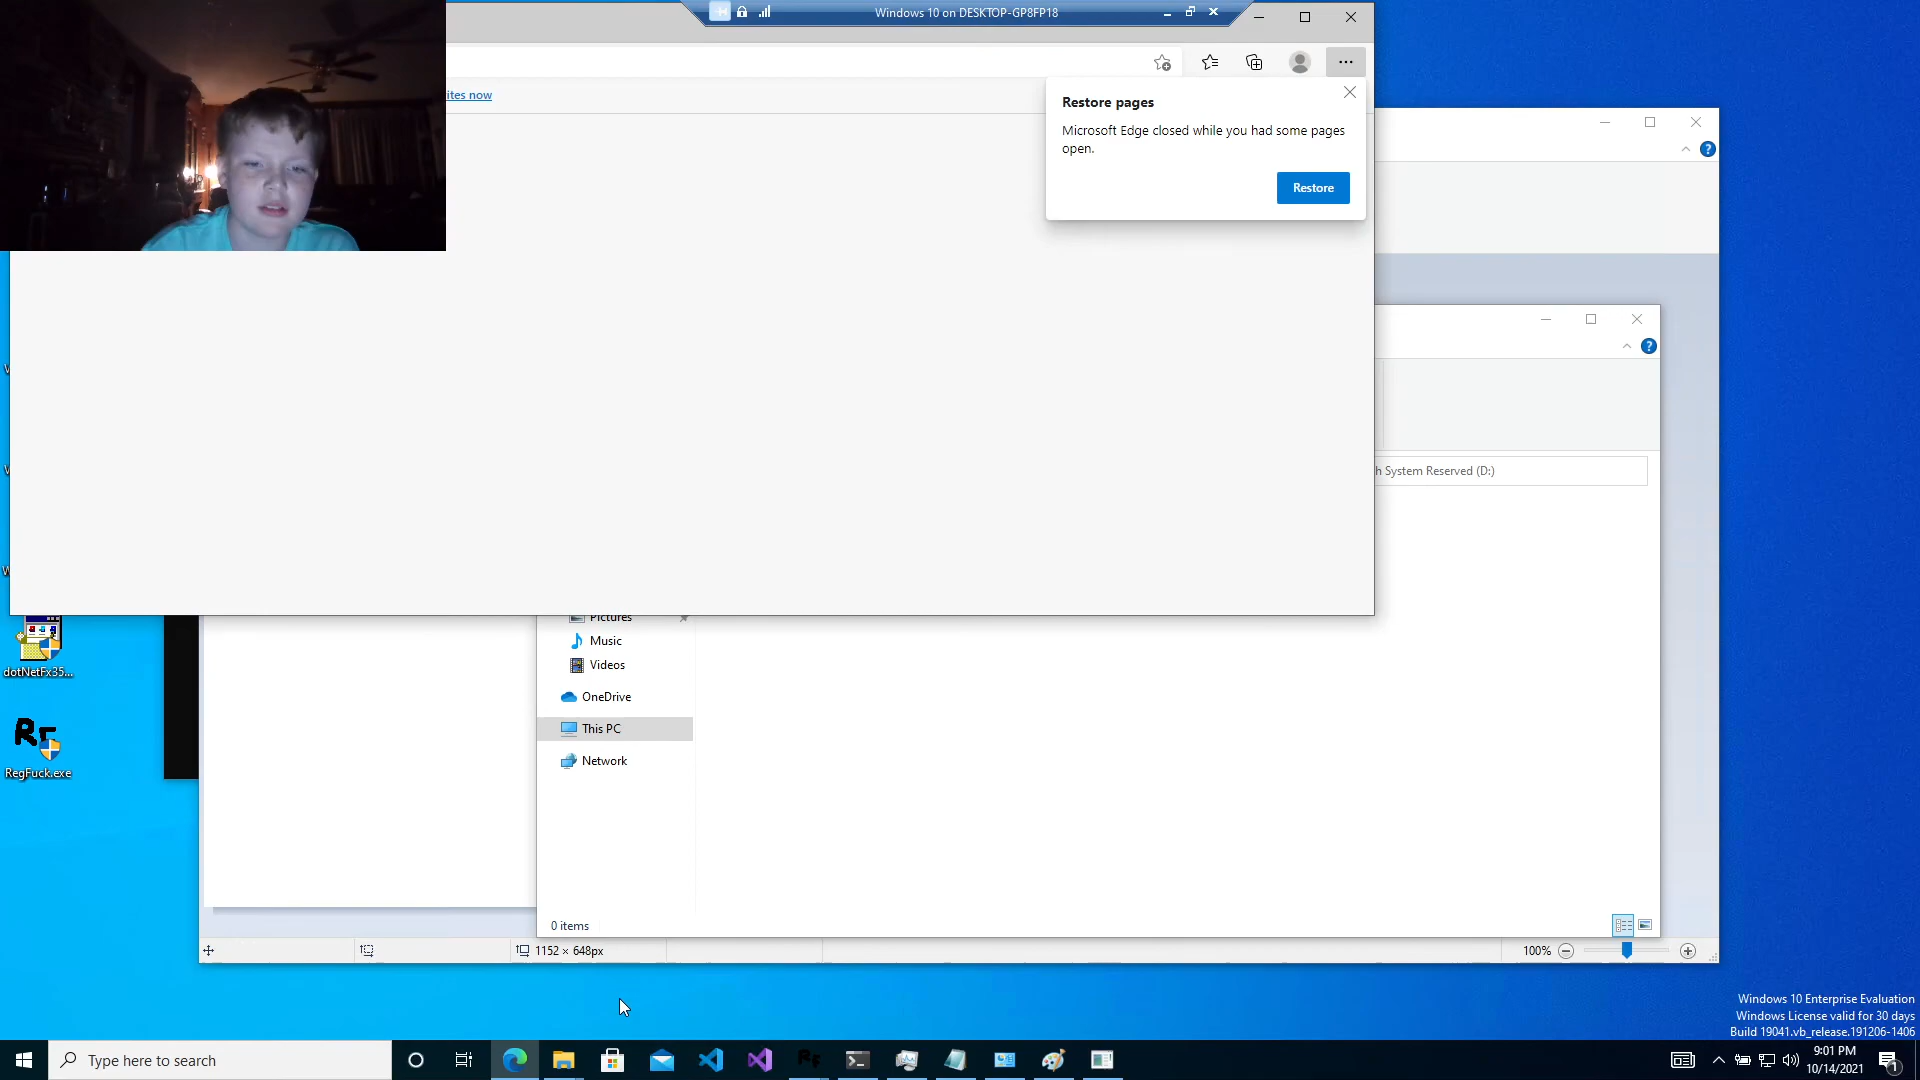 Windows 10 on DESKTOP-GP8FP18
ites now
Restore pages
Microsoft Edge closed while you had some pages
open.
Restore
h System Reserved (D:)
Pictures
Music
Videos
OneDrive
This PC
Network
dotNetFx35...
RegFuck.exe
0 items
1152 × 648px
100%
Windows 10 Enterprise Evaluation
Windows License valid for 30 days
Build 19041.vb_release.191206-1406
Type here to search
9:01 PM
10/14/2021
1